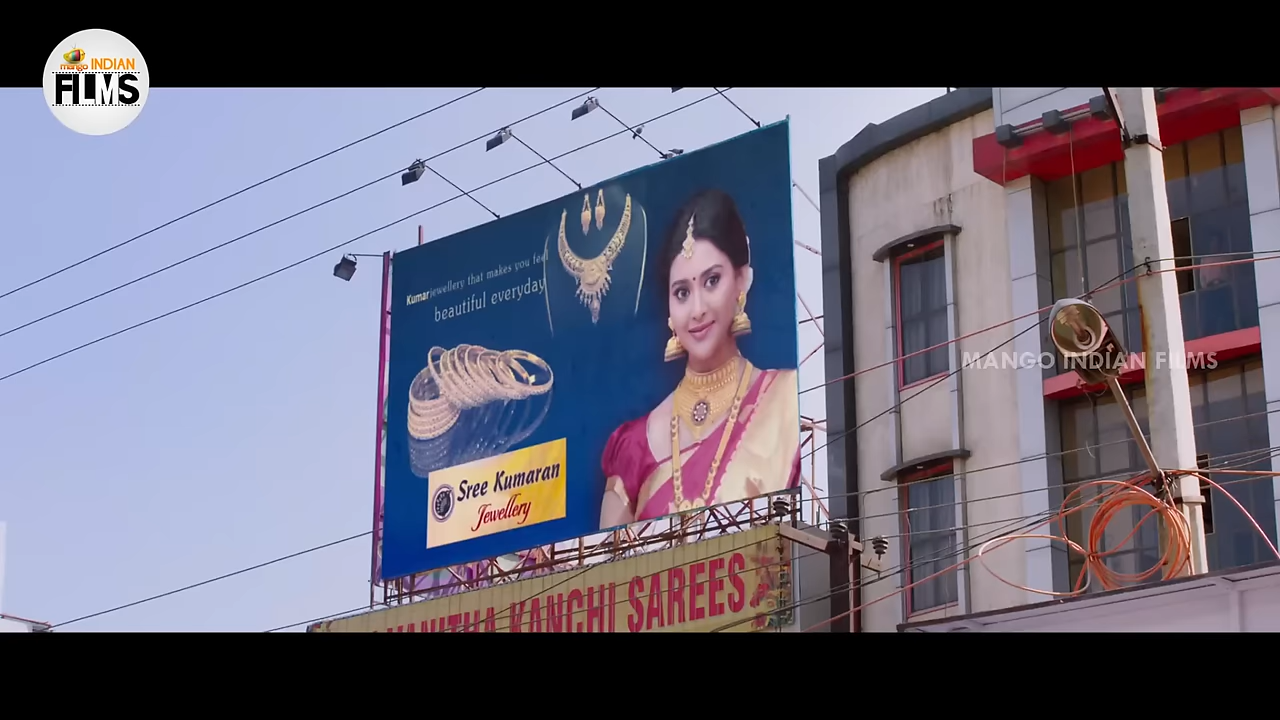 mango INDIAN
FILMS
Kumar jewellery that makes you feel
beautiful everyday
Sree Kumaran
Jewellery
MANGO INDIAN FILMS
KANCHI SAREES